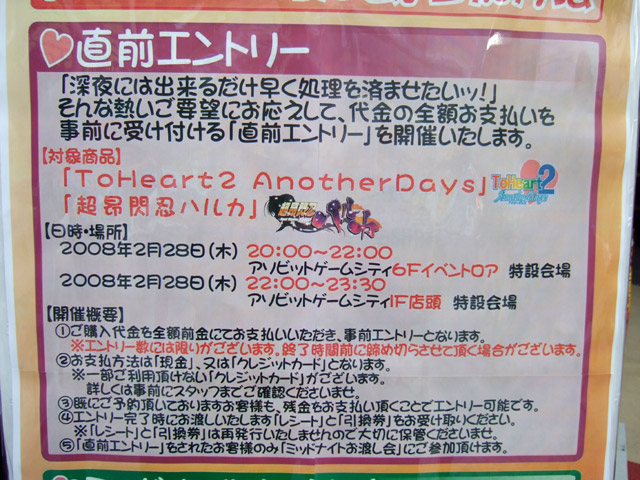 直前エントリー
「深夜には出来るだけ早く処理を済ませたいッ!」
そんな熱いご要望にお応えして、代金の全額お支払いを
事前に受け付ける「直前エントリー」を開催いたします。
【対象商品】
「ToHeart2 AnotherDays」
ToHeart2
AnotherDays
「超昂閃忍ハルカ」
【日時・場所】
2008年2月28日(木) 20:00~22:00
アソビットゲームシティ6Fイベントロア 特設会場
2008年2月28日(木) 22:00~23:30
アソビットゲームシティ1F店頭 特設会場
【開催概要】
①ご購入代金を全額前金にてお支払いいただき、事前エントリーとなります。
※エントリー数には限りがございます。終了時間前に締め切らさせて頂く場合がございます。
②お支払方法は「現金」、又は「クレジットカード」となります。
※一部ご利用頂けない「クレジットカード」がございます。
詳しくは事前にスタッフまでご確認くださいませ。
③既にご予約頂いておりますお客様も、残金をお支払い頂くことでエントリー可能です。
④エントリー完了時にお渡しいたします「レシート」と「引換券」をお受け取りください。
※「レシート」と「引換券」は再発行いたしませんので大切に保管くださいませ。
⑤「直前エントリー」をされたお客様のみ「ミッドナイトお渡し会」にご参加頂けます。